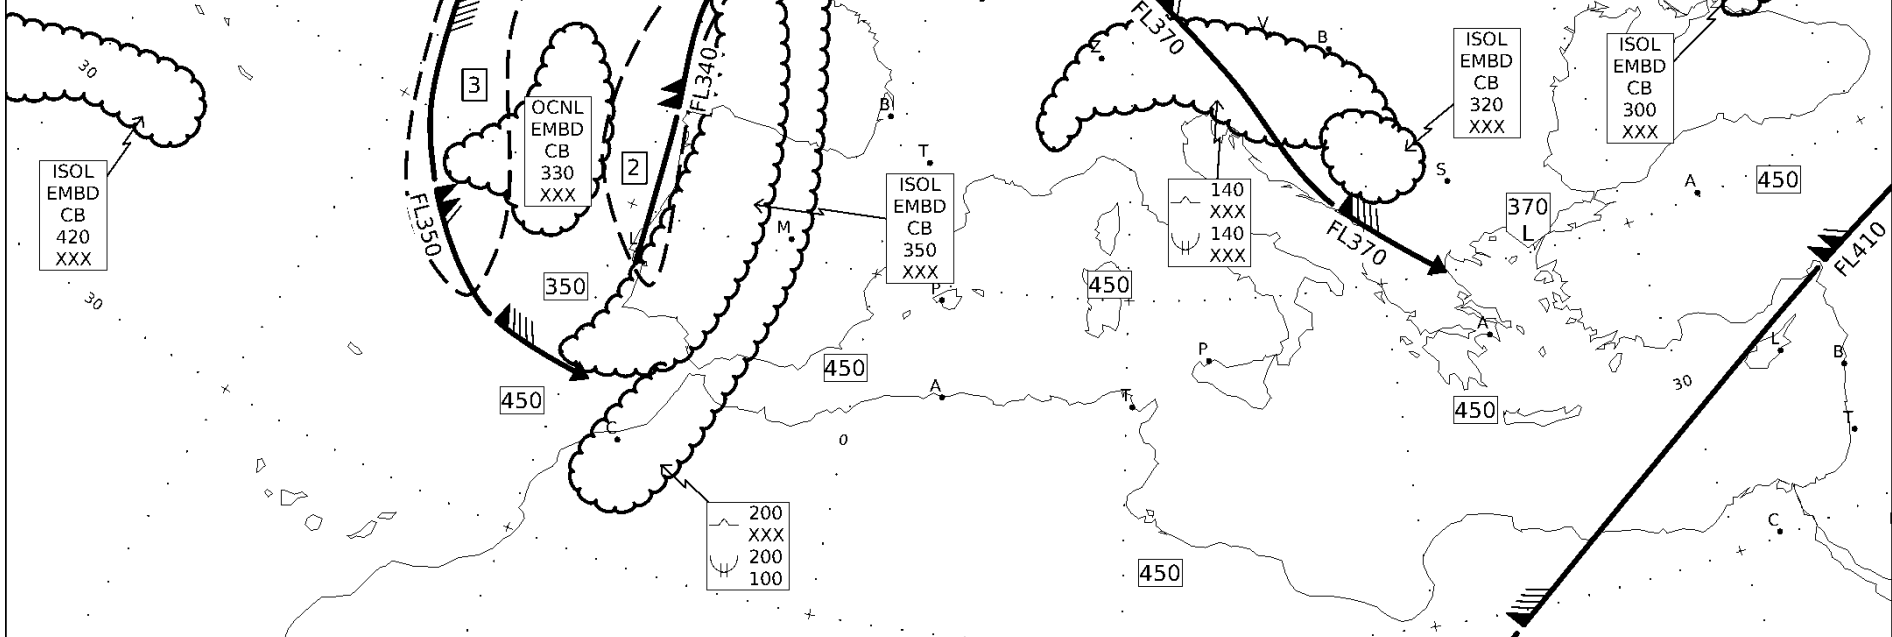 FL370
V
B
Z
30
ISOL
EMBD
CB
320
XXX
ISOL
EMBD
CB
300
XXX
3
FL340
OCNL
EMBD
CB
330
XXX
B
2
T
ISOL
EMBD
CB
420
XXX
ISOL
EMBD
CB
350
XXX
S
A
450
140
XXX
140
XXX
370
L
FL350
L
M
FL370
FL410
30
350
P
450
A
L
B
P
450
30
450
A
T
450
T
C
0
200
XXX
200
100
C
450